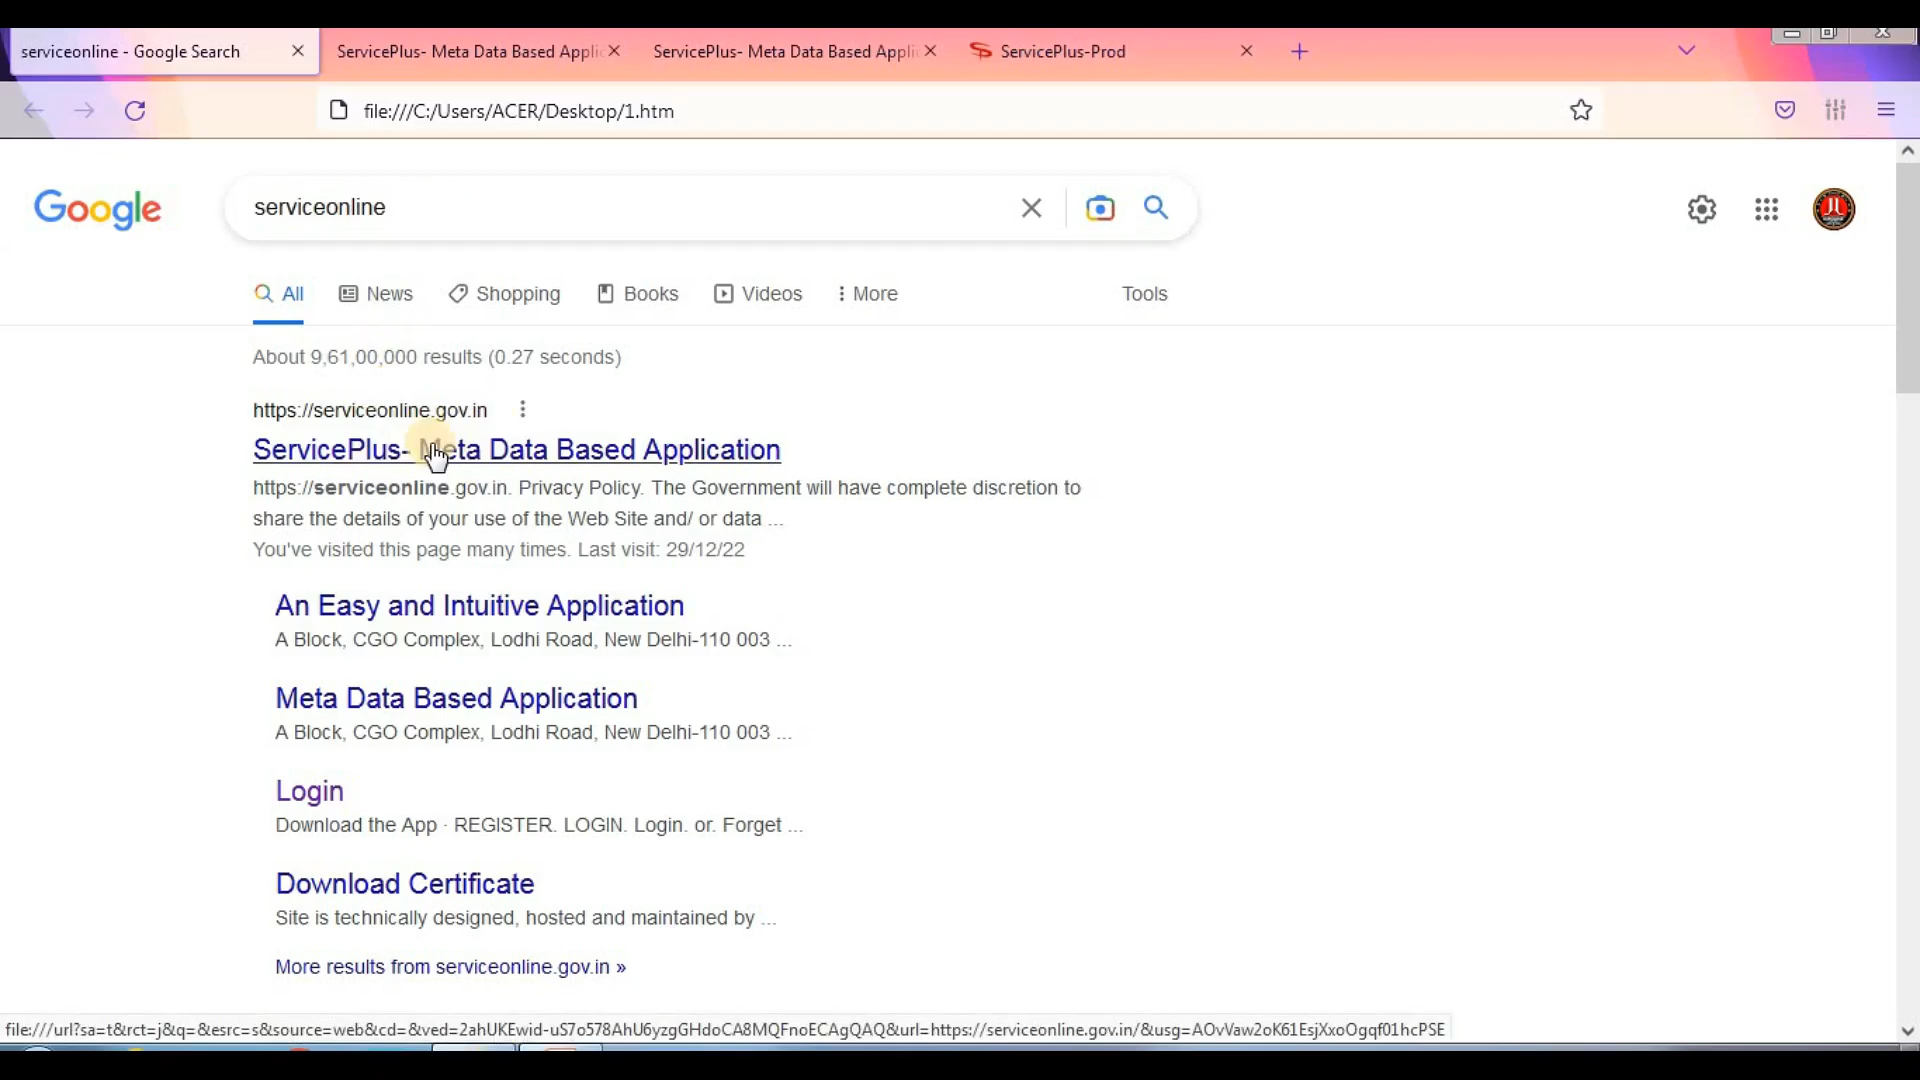 serviceonline - Google Search
ServicePlus- Meta Data Based Applic
ServicePlus- Meta Data Based Appli
ServicePlus-Prod
file:///C:/Users/ACER/Desktop/1.htm
Google
serviceonline
All
News
Shopping
Books
Videos
More
Tools
About 9,61,00,000 results (0.27 seconds)
https://serviceonline.gov.in
ServicePlus- Meta Data Based Application
https://serviceonline.gov.in. Privacy Policy. The Government will have complete discretion to
share the details of your use of the Web Site and/ or data ...
You've visited this page many times. Last visit: 29/12/22
An Easy and Intuitive Application
A Block, CGO Complex, Lodhi Road, New Delhi-110 003 ...
Meta Data Based Application
A Block, CGO Complex, Lodhi Road, New Delhi-110 003 ...
Login
Download the App · REGISTER. LOGIN. Login. or. Forget ...
Download Certificate
Site is technically designed, hosted and maintained by ...
More results from serviceonline.gov.in »
file:///url?sa=t&rct=j&q=&esrc=s&source=web&cd=&ved=2ahUKEwid-uS7o578AhU6yzgGHdoCA8MQFnoECAgQAQ&url=https://serviceonline.gov.in/&usg=AOvVaw2oK61EsjXxoOgqf01hcPSE